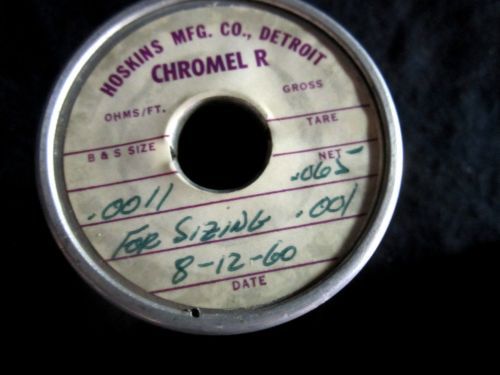 HOSKINS MFG. CO., DETROIT
CHROMEL R
OHMS/FT. GROSS
TARE
B & S SIZE NET
.0011 .065
FOR SIZING .001
8-12-60
DATE